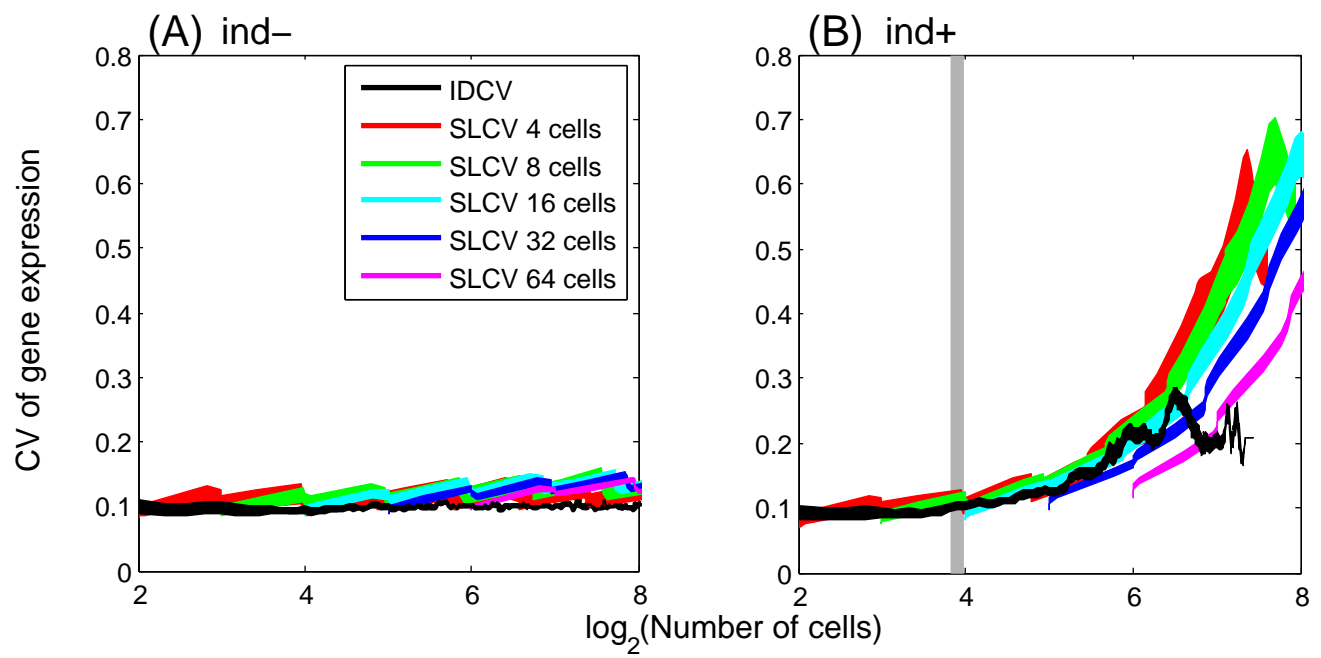 (A) ind−
(B) ind+
CV of gene expression
0.8
0.7
0.6
0.5
0.4
0.3
0.2
0.1
0
2
4
6
8
IDCV
SLCV 4 cells
SLCV 8 cells
SLCV 16 cells
SLCV 32 cells
SLCV 64 cells
0.8
0.7
0.6
0.5
0.4
0.3
0.2
0.1
0
2
4
6
8
log2(Number of cells)